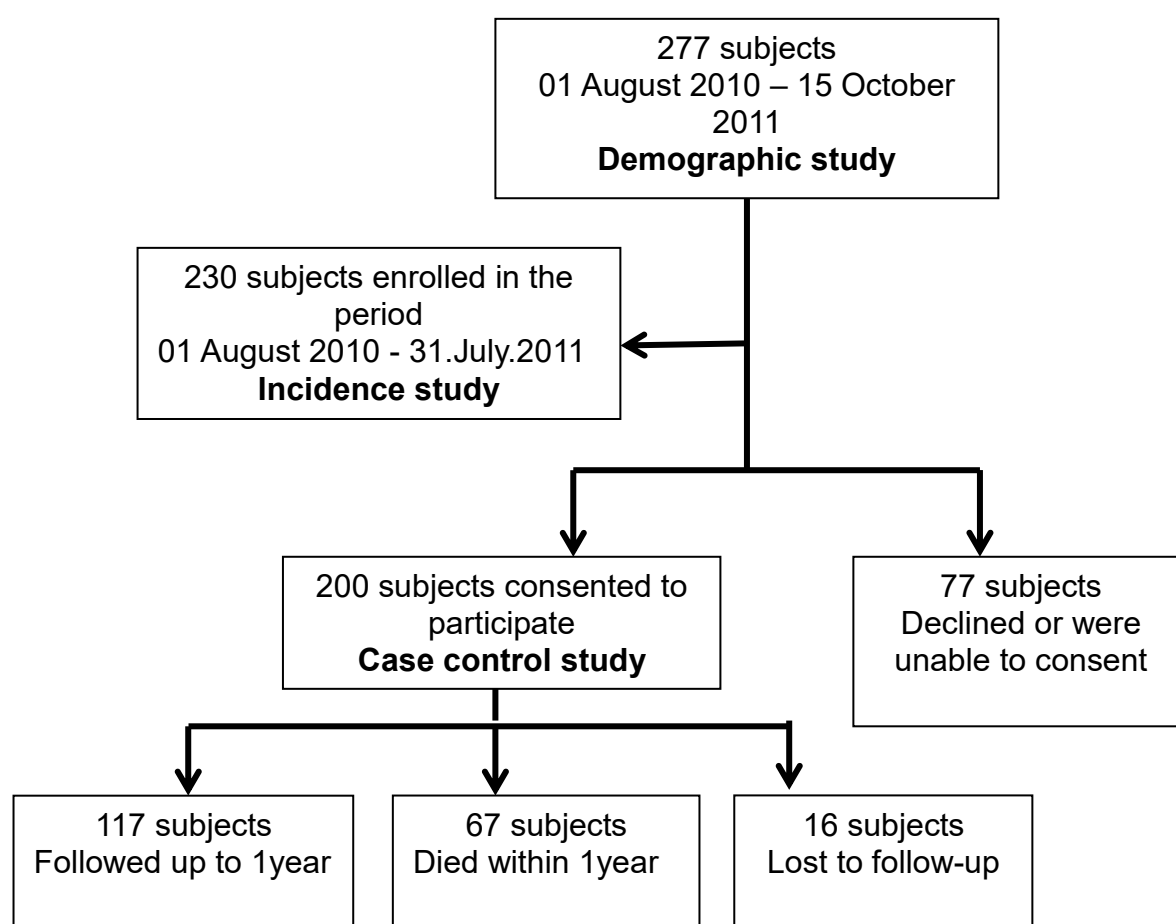 277 subjects
01 August 2010 – 15 October
2011
Demographic study
230 subjects enrolled in the
period
01 August 2010 - 31.July.2011
Incidence study
200 subjects consented to
participate
Case control study
77 subjects
Declined or were
unable to consent
117 subjects
Followed up to 1year
67 subjects
Died within 1year
16 subjects
Lost to follow-up